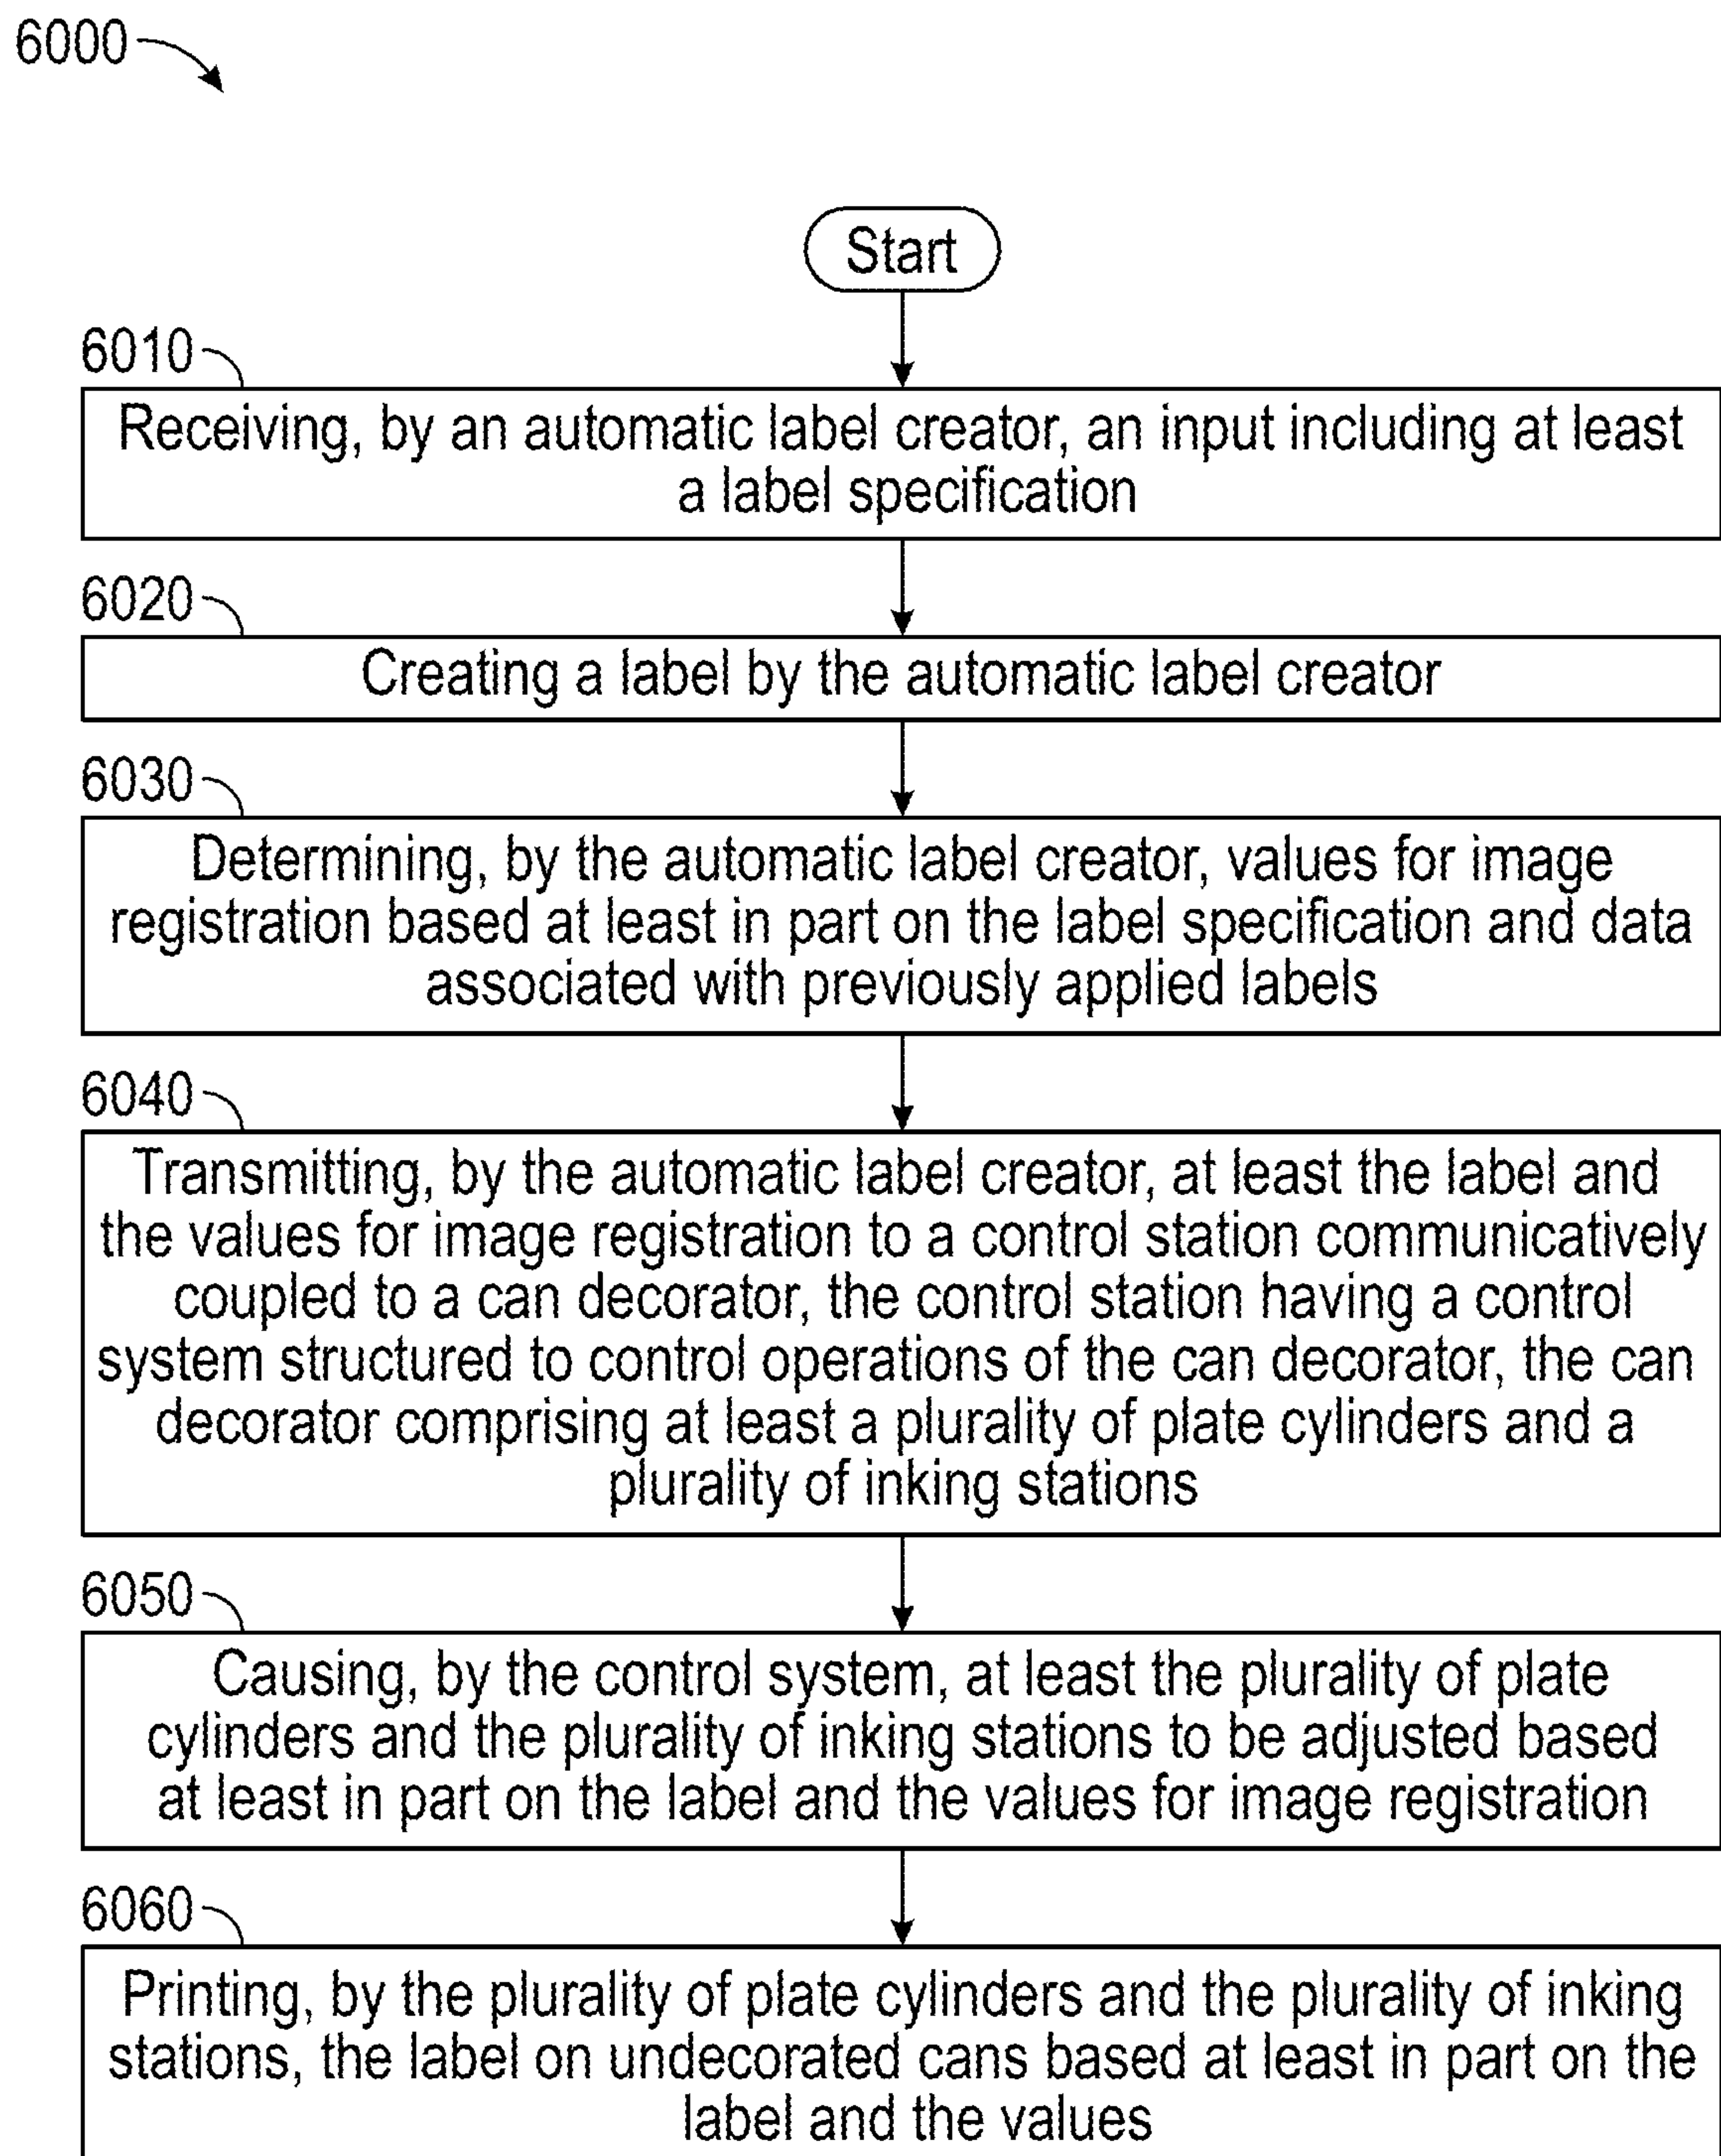 6000
Start
6010
Receiving, by an automatic label creator, an input including at least
a label specification
6020
Creating a label by the automatic label creator
6030
Determining, by the automatic label creator, values for image
registration based at least in part on the label specification and data
associated with previously applied labels
6040
Transmitting, by the automatic label creator, at least the label and
the values for image registration to a control station communicatively
coupled to a can decorator, the control station having a control
system structured to control operations of the can decorator, the can
decorator comprising at least a plurality of plate cylinders and a
plurality of inking stations
6050
Causing, by the control system, at least the plurality of plate
cylinders and the plurality of inking stations to be adjusted based
at least in part on the label and the values for image registration
6060
Printing, by the plurality of plate cylinders and the plurality of inking
stations, the label on undecorated cans based at least in part on the
label and the values